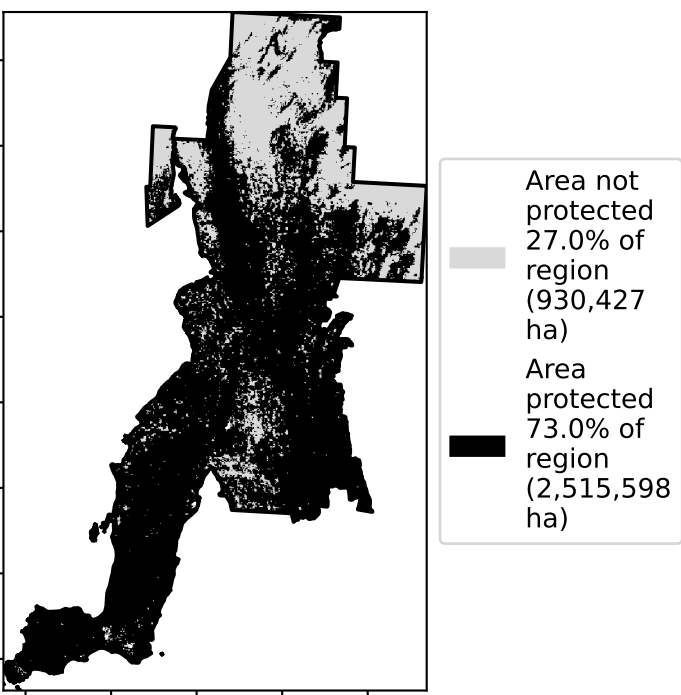 Area not
protected
27.0% of
region
(930,427
ha)
Area
protected
73.0% of
region
(2,515,598
ha)